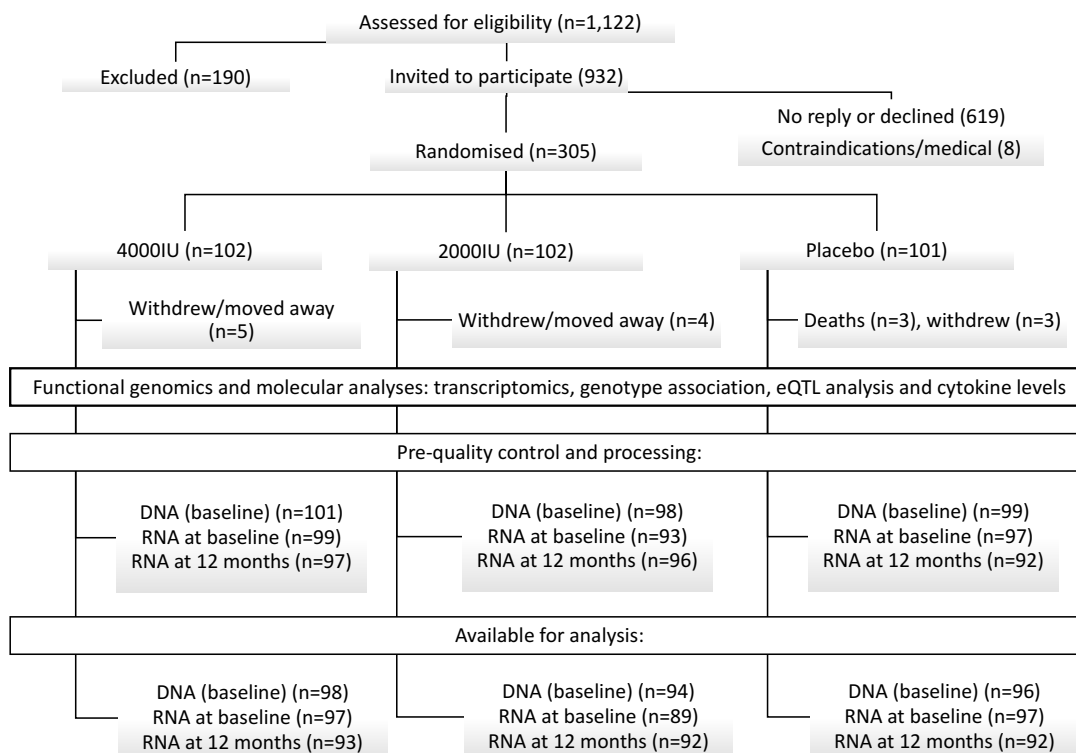 Assessed for eligibility (n=1,122)
Excluded (n=190)
Invited to participate (932)
No reply or declined (619)
Contraindications/medical (8)
Randomised (n=305)
4000IU (n=102)
2000IU (n=102)
Placebo (n=101)
Withdrew/moved away
(n=5)
Withdrew/moved away (n=4)
Deaths (n=3), withdrew (n=3)
Functional genomics and molecular analyses: transcriptomics, genotype association, eQTL analysis and cytokine levels
Pre-quality control and processing:
DNA (baseline) (n=101)
RNA at baseline (n=99)
RNA at 12 months (n=97)
DNA (baseline) (n=98)
RNA at baseline (n=93)
RNA at 12 months (n=96)
DNA (baseline) (n=99)
RNA at baseline (n=97)
RNA at 12 months (n=92)
Available for analysis:
DNA (baseline) (n=98)
RNA at baseline (n=97)
RNA at 12 months (n=93)
DNA (baseline) (n=94)
RNA at baseline (n=89)
RNA at 12 months (n=92)
DNA (baseline) (n=96)
RNA at baseline (n=97)
RNA at 12 months (n=92)